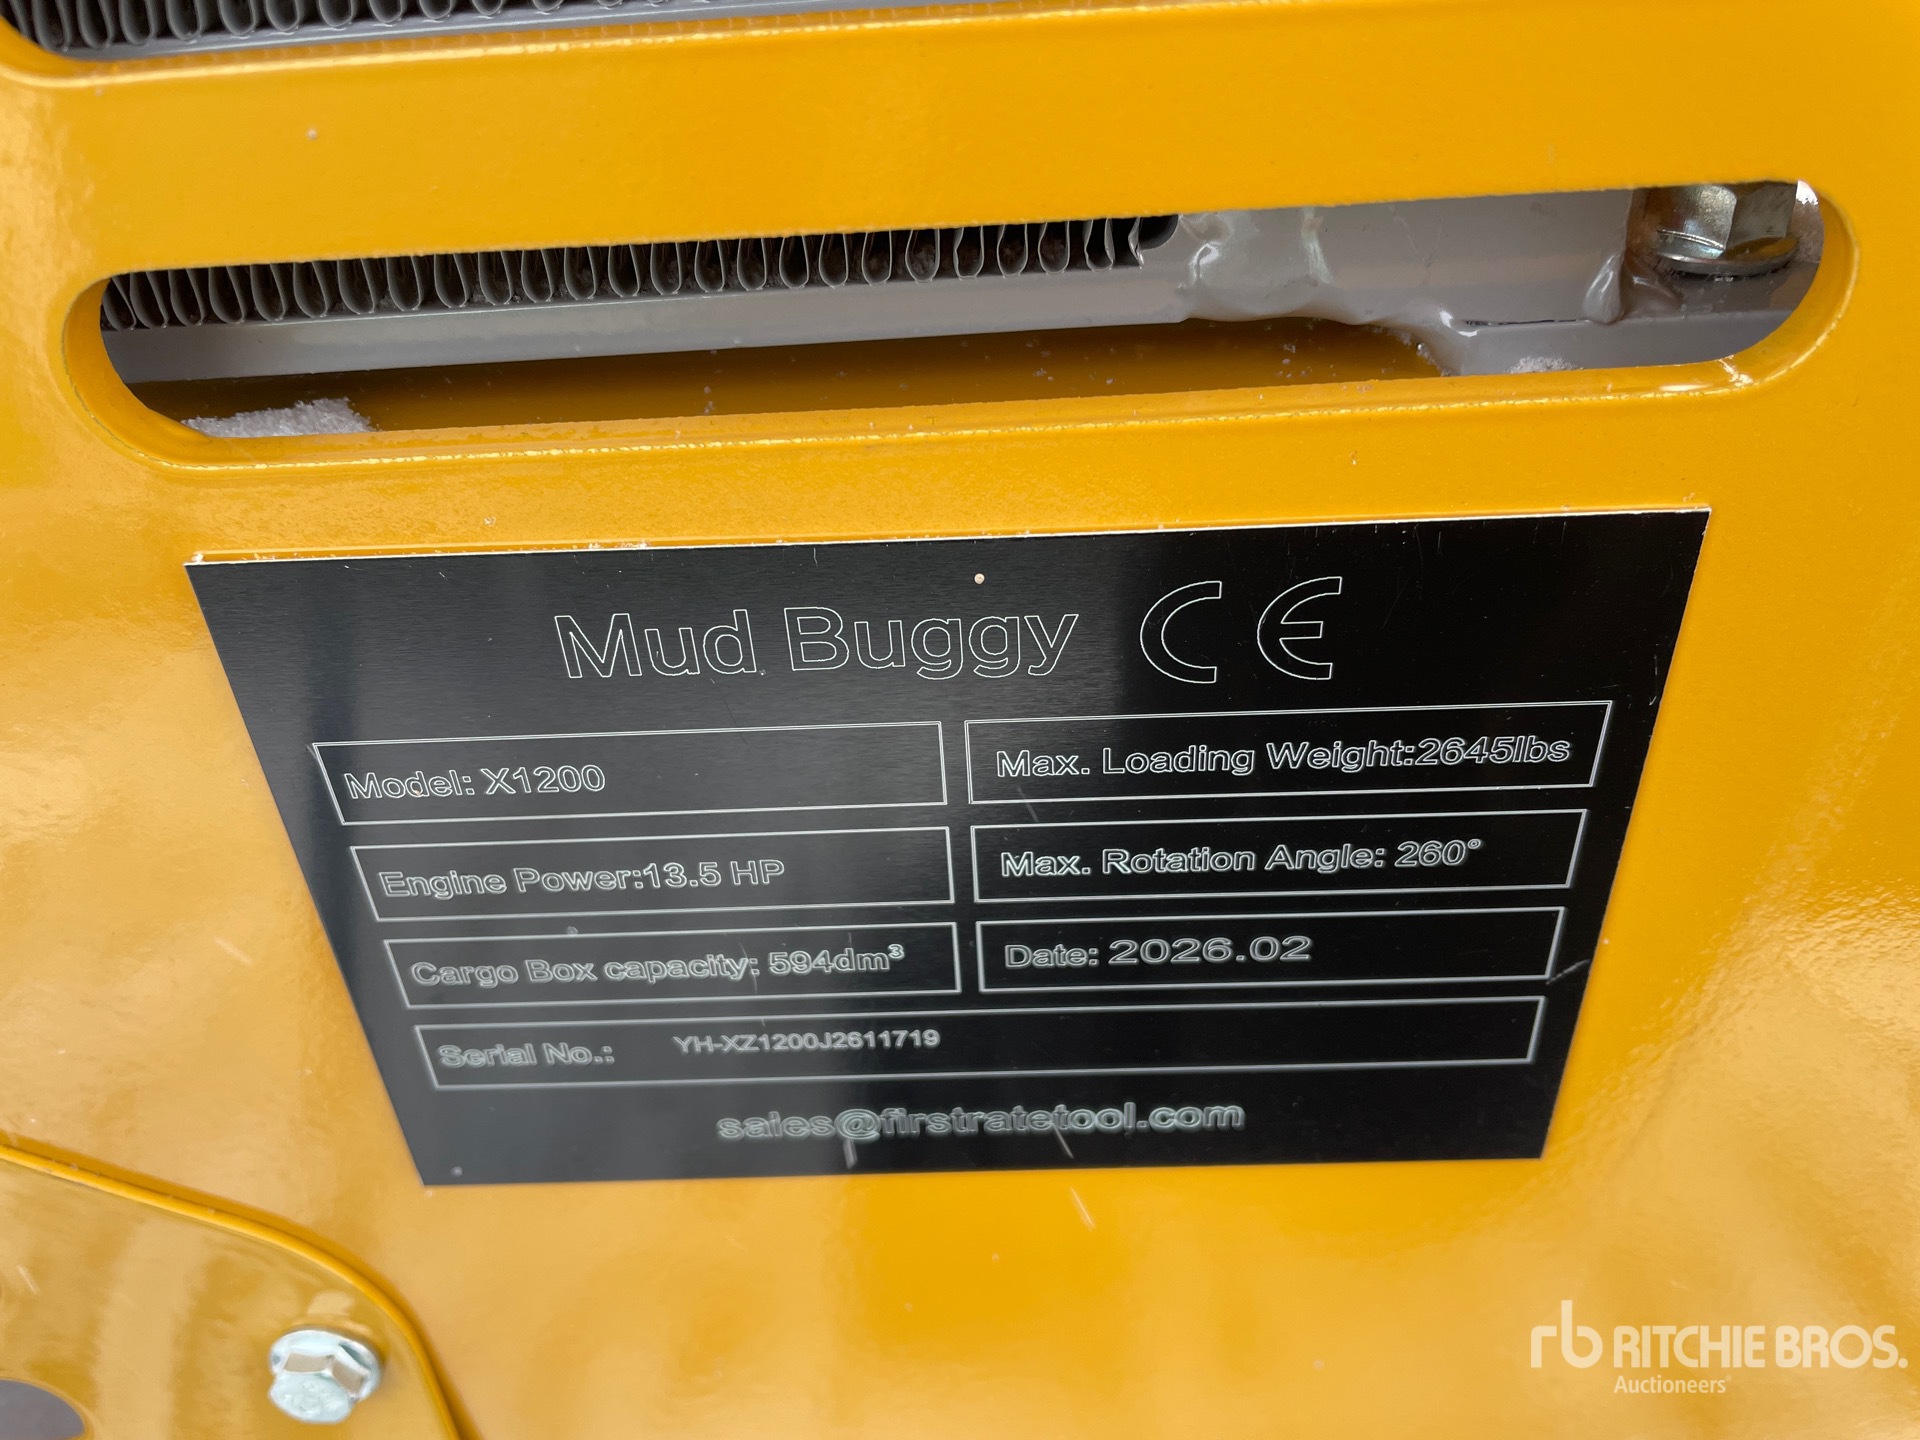 Mud Buggy CE
Model: X1200
Max. Loading Weight:2645lbs
Engine Power:13.5 HP
Max. Rotation Angle: 260°
Cargo Box capacity: 594dm³
Date: 2026.02
Serial No.: YH-XZ1200J2611719
sales@firstratetool.com
rb RITCHIE BROS.
Auctioneers